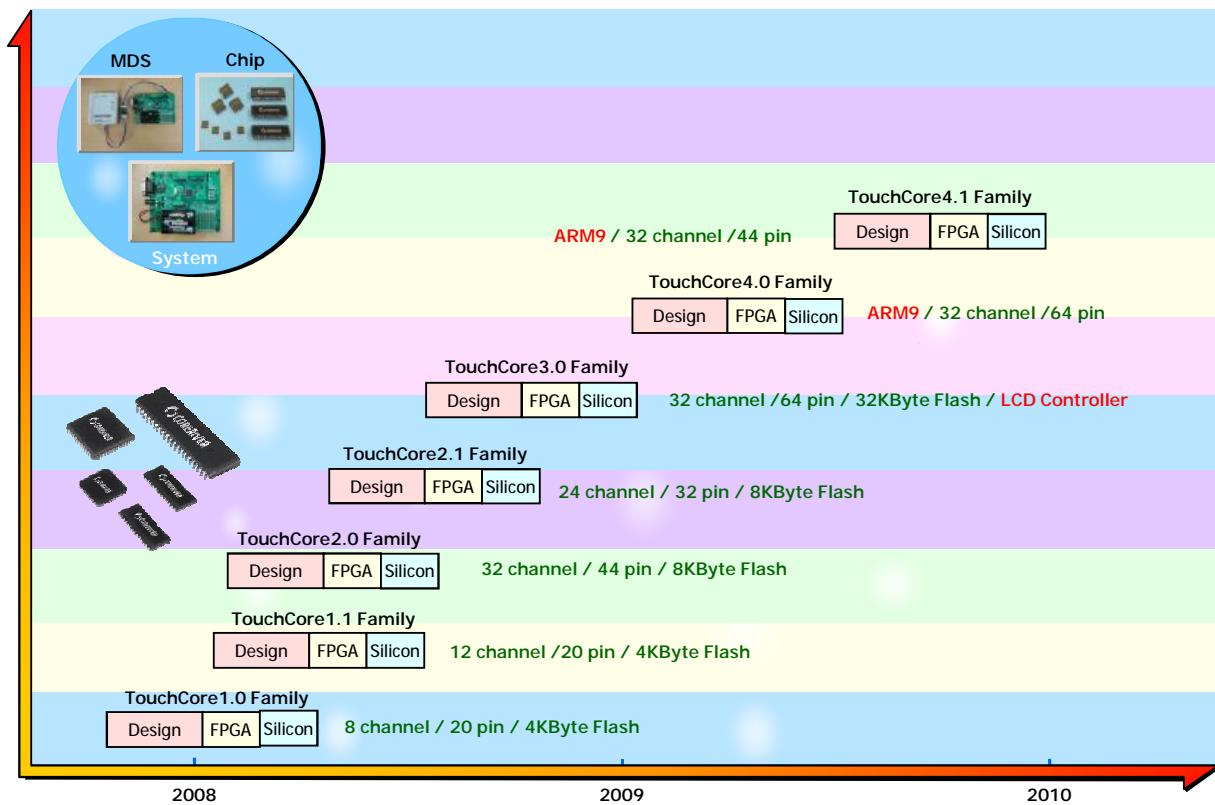 MDS
Chip
System
TouchCore4.1 Family
Design FPGA Silicon
ARM9 / 32 channel /44 pin
TouchCore4.0 Family
Design FPGA Silicon
ARM9 / 32 channel /64 pin
TouchCore3.0 Family
Design FPGA Silicon
32 channel /64 pin / 32KByte Flash / LCD Controller
TouchCore2.1 Family
Design FPGA Silicon
24 channel / 32 pin / 8KByte Flash
TouchCore2.0 Family
Design FPGA Silicon
32 channel / 44 pin / 8KByte Flash
TouchCore1.1 Family
Design FPGA Silicon
12 channel /20 pin / 4KByte Flash
TouchCore1.0 Family
Design FPGA Silicon
8 channel / 20 pin / 4KByte Flash
2008
2009
2010